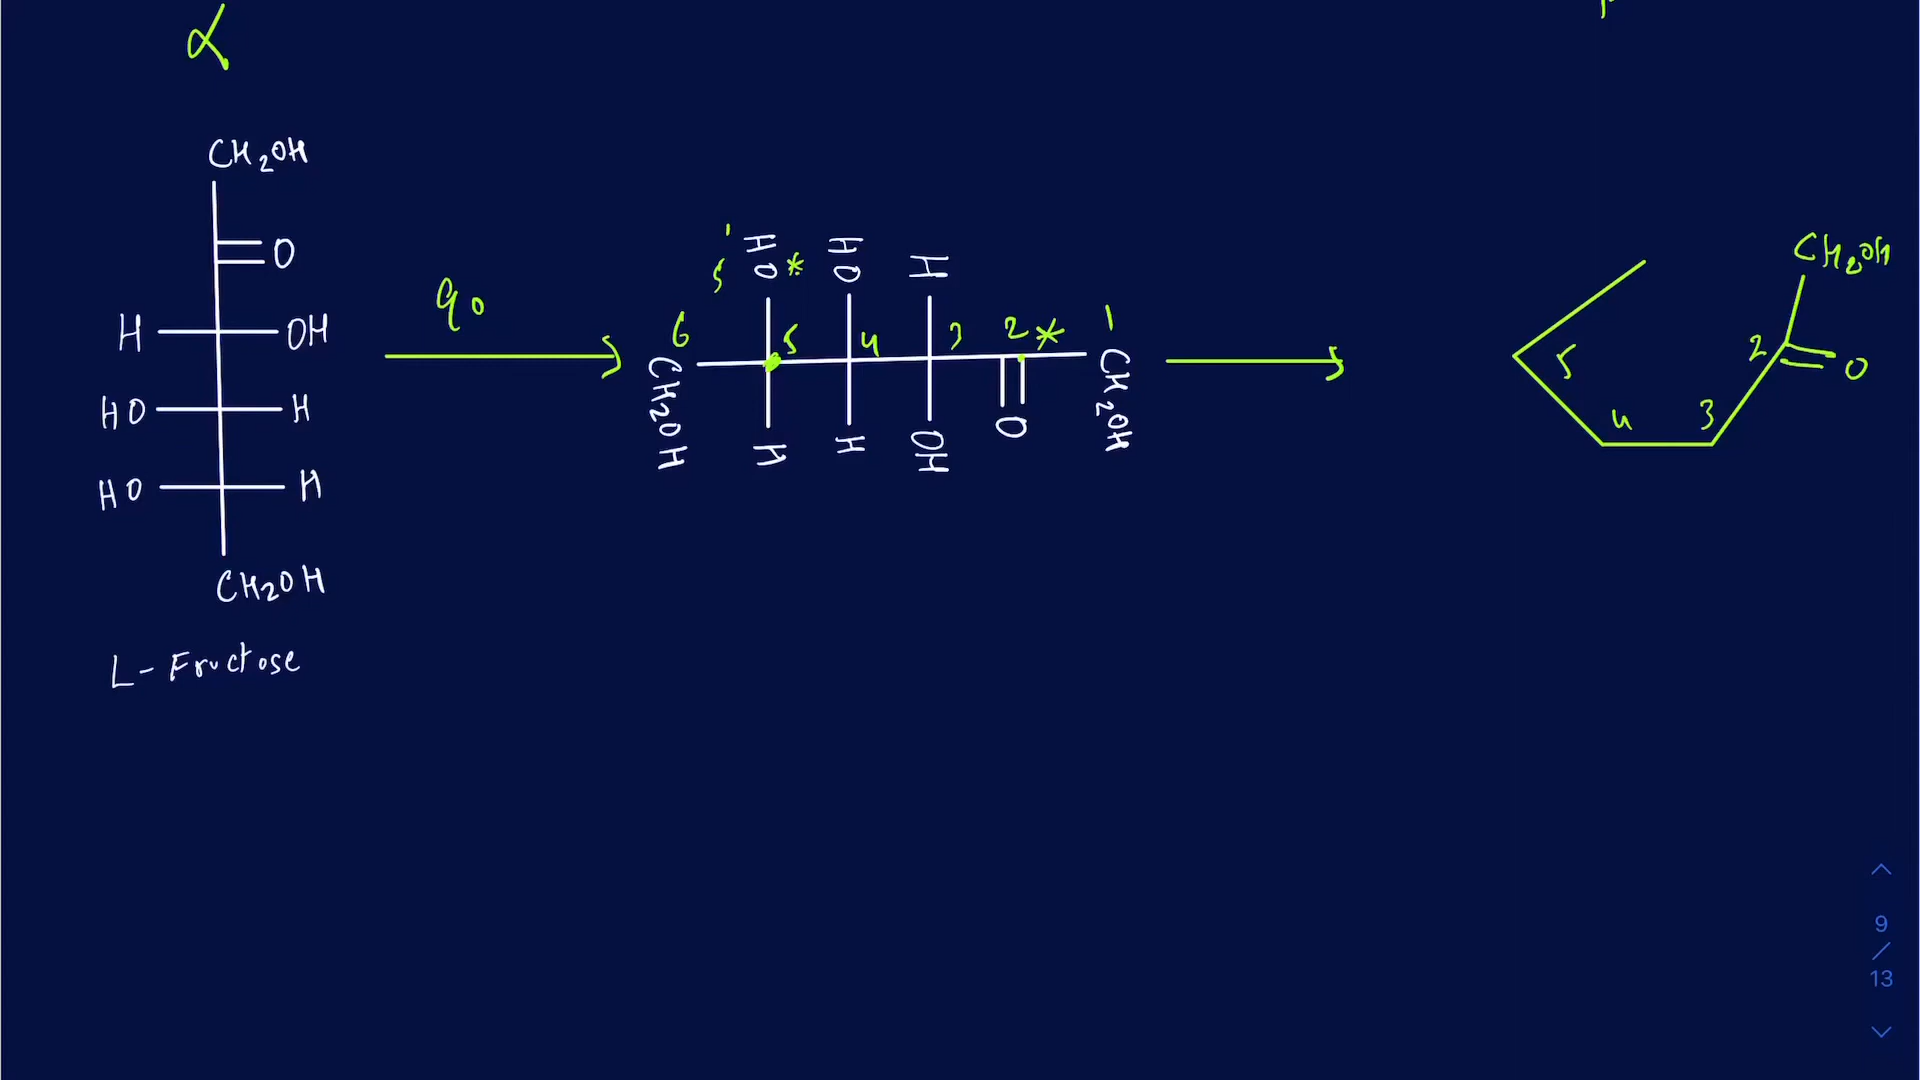 α
CH2OH
O
H OH
HO H
HO H
CH2OH
L- Fructose
90
HO * HO H
5'
6 5 4 3 2 * 1
CH2OH CH2OH
H H OH O
CH2OH
2 O
5
4 3
9
/
13